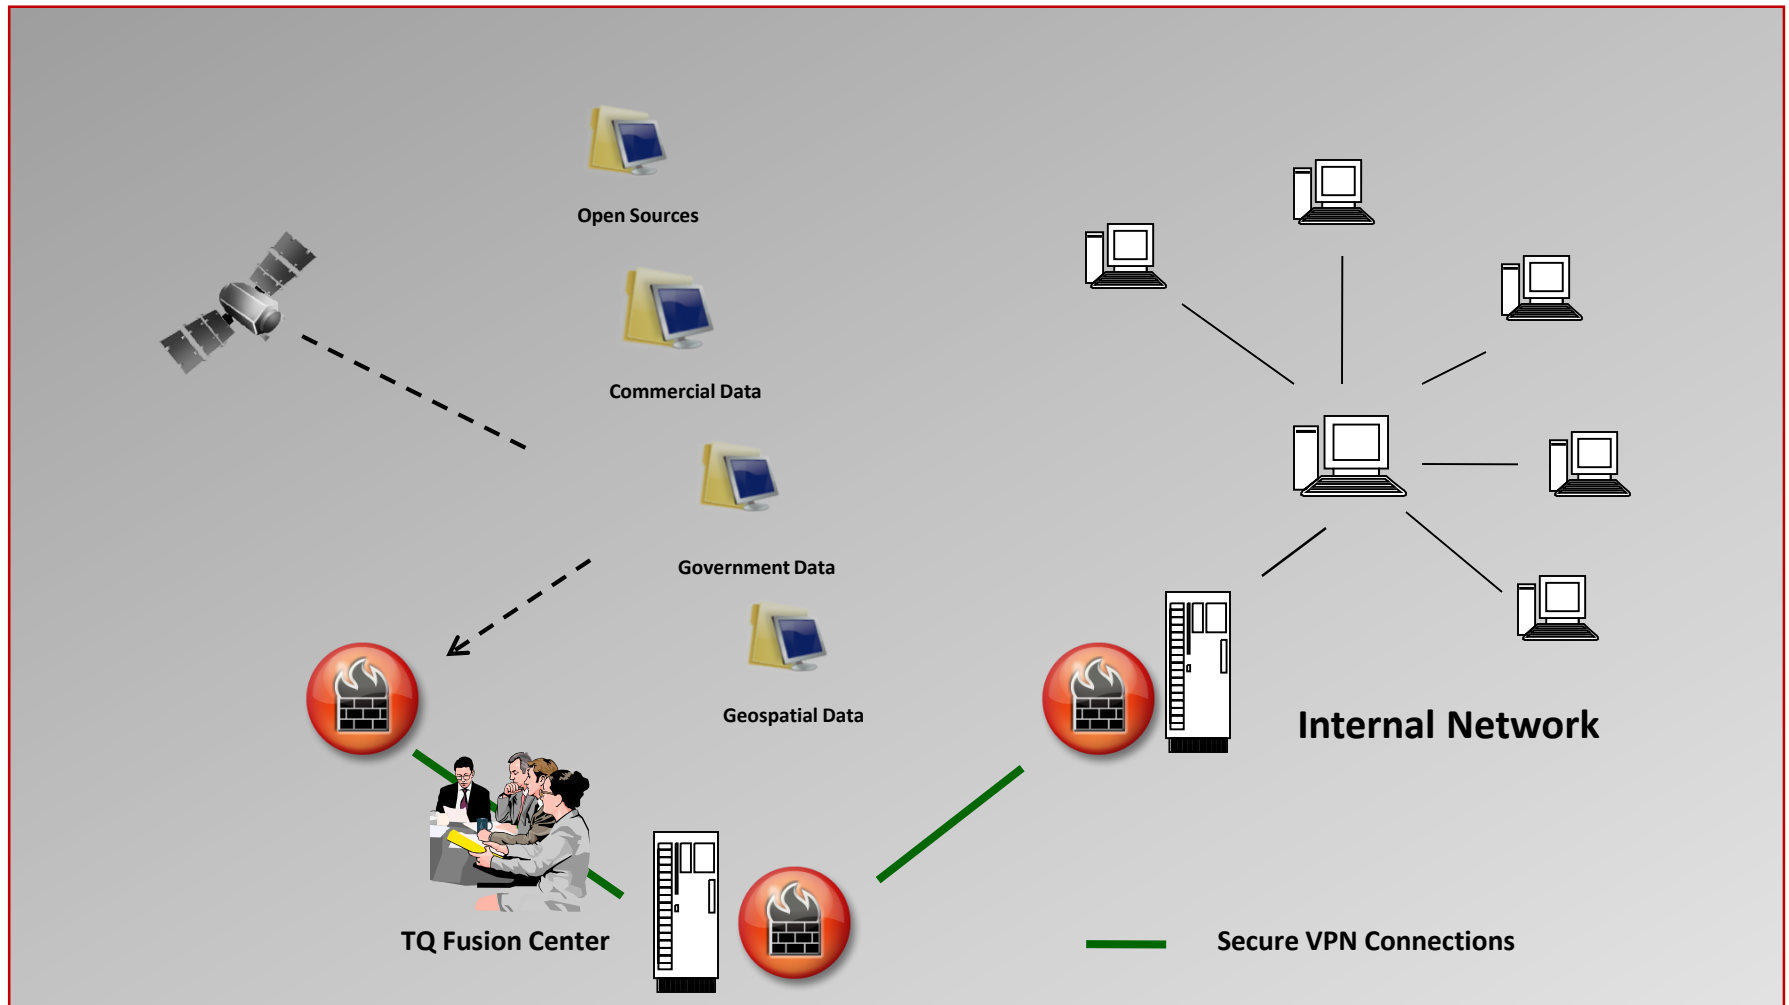 Open Sources
Commercial Data
Government Data
Geospatial Data
Internal Network
TQ Fusion Center
Secure VPN Connections